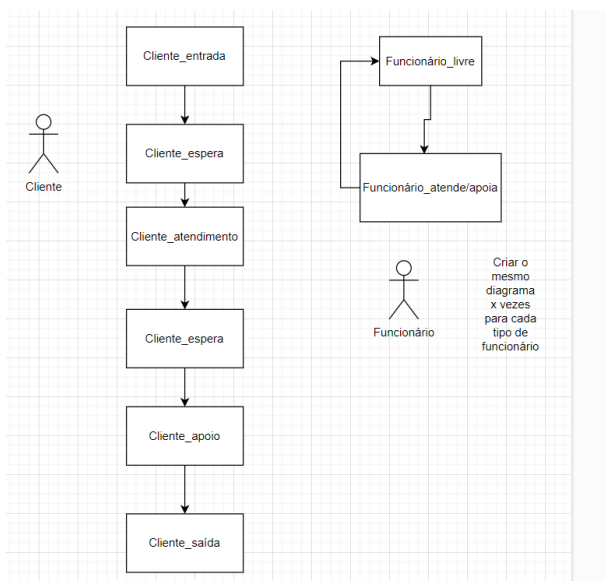 Cliente_entrada
Cliente_espera
Cliente
Cliente_atendimento
Cliente_espera
Cliente_apoio
Cliente_saída
Funcionário_livre
Funcionário_atende/apoia
Funcionário
Criar o
mesmo
diagrama
x vezes
para cada
tipo de
funcionário